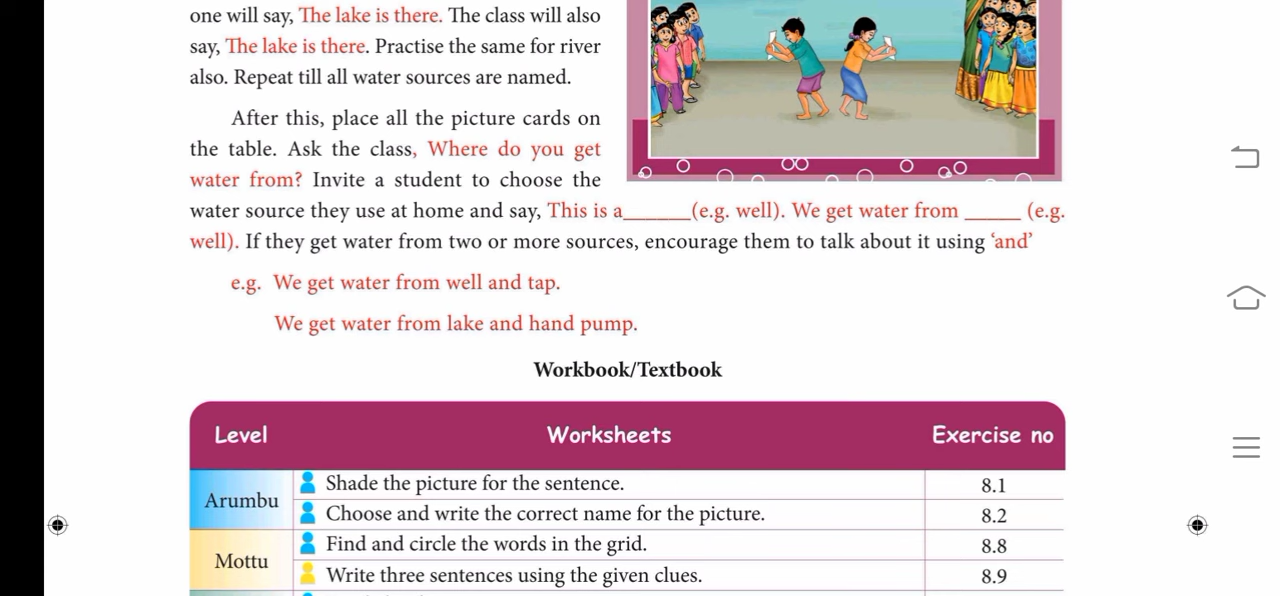 one will say, The lake is there. The class will also
say, The lake is there. Practise the same for river
also. Repeat till all water sources are named.
After this, place all the picture cards on
the table. Ask the class, Where do you get
water from? Invite a student to choose the
water source they use at home and say, This is a______(e.g. well). We get water from _____ (e.g.
well). If they get water from two or more sources, encourage them to talk about it using ‘and’
e.g. We get water from well and tap.
We get water from lake and hand pump.
Workbook/Textbook
Level Worksheets Exercise no
Arumbu
Shade the picture for the sentence. 8.1
Choose and write the correct name for the picture. 8.2
Mottu
Find and circle the words in the grid. 8.8
Write three sentences using the given clues. 8.9